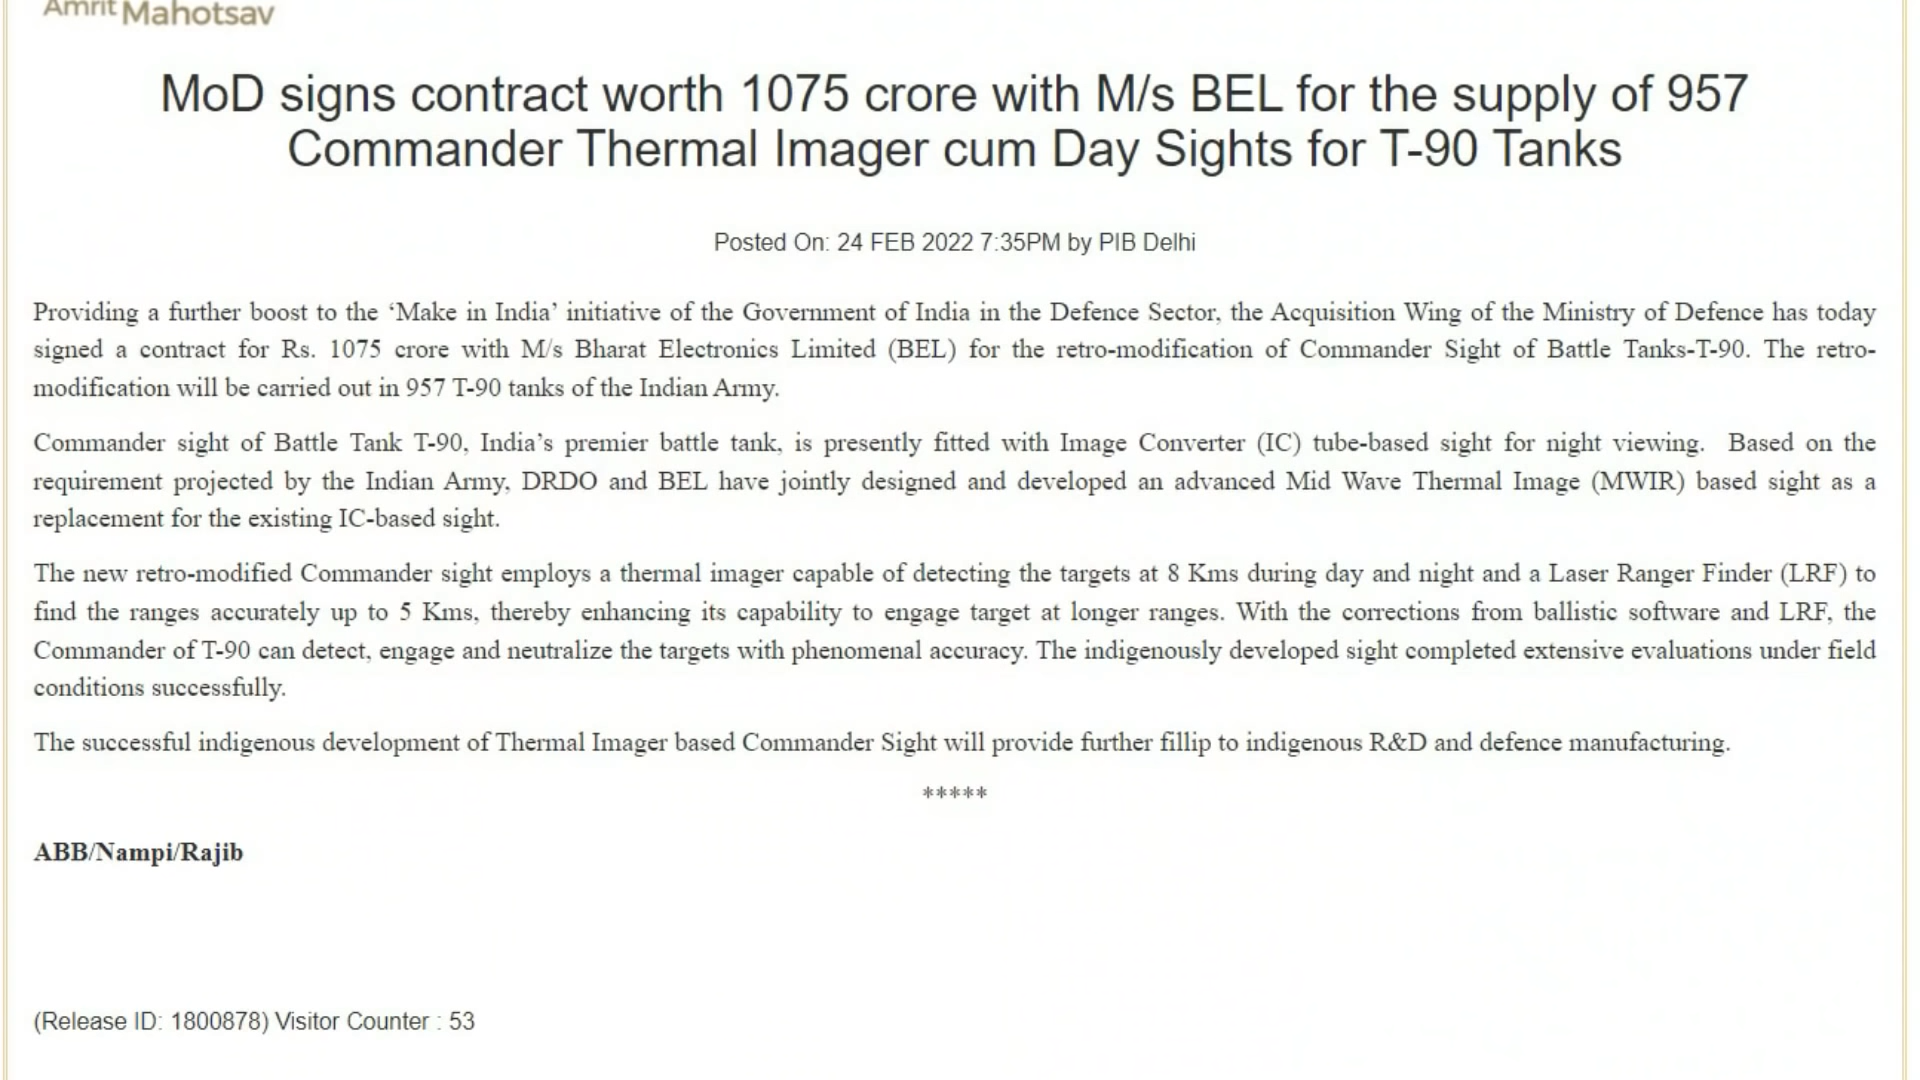 Amrit Mahotsav
MoD signs contract worth 1075 crore with M/s BEL for the supply of 957
Commander Thermal Imager cum Day Sights for T-90 Tanks
Posted On: 24 FEB 2022 7:35PM by PIB Delhi
Providing a further boost to the ‘Make in India’ initiative of the Government of India in the Defence Sector, the Acquisition Wing of the Ministry of Defence has today
signed a contract for Rs. 1075 crore with M/s Bharat Electronics Limited (BEL) for the retro-modification of Commander Sight of Battle Tanks-T-90. The retro-
modification will be carried out in 957 T-90 tanks of the Indian Army.
Commander sight of Battle Tank T-90, India’s premier battle tank, is presently fitted with Image Converter (IC) tube-based sight for night viewing. Based on the
requirement projected by the Indian Army, DRDO and BEL have jointly designed and developed an advanced Mid Wave Thermal Image (MWIR) based sight as a
replacement for the existing IC-based sight.
The new retro-modified Commander sight employs a thermal imager capable of detecting the targets at 8 Kms during day and night and a Laser Ranger Finder (LRF) to
find the ranges accurately up to 5 Kms, thereby enhancing its capability to engage target at longer ranges. With the corrections from ballistic software and LRF, the
Commander of T-90 can detect, engage and neutralize the targets with phenomenal accuracy. The indigenously developed sight completed extensive evaluations under field
conditions successfully.
The successful indigenous development of Thermal Imager based Commander Sight will provide further fillip to indigenous R&D and defence manufacturing.
*****
ABB/Nampi/Rajib
(Release ID: 1800878) Visitor Counter : 53